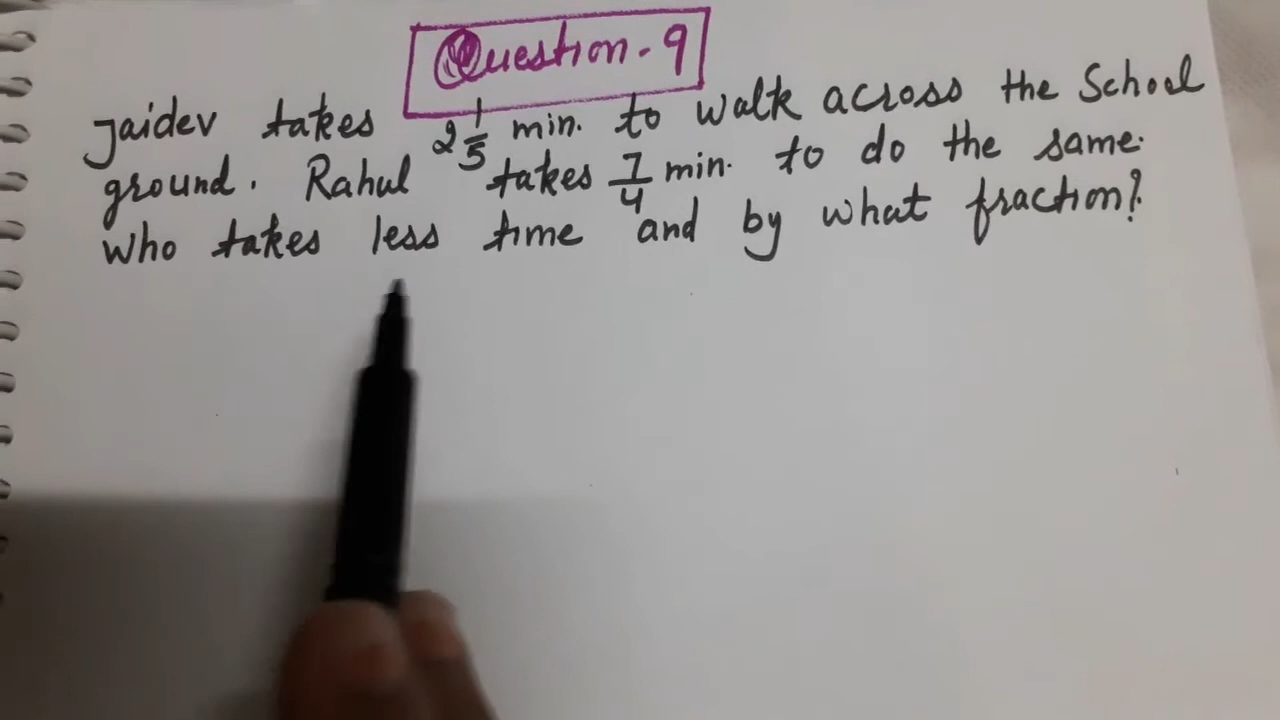 Question-9
Jaidev takes 2 1/5 min. to walk across the School
ground. Rahul takes 7/4 min. to do the same.
Who takes less time and by what fraction?